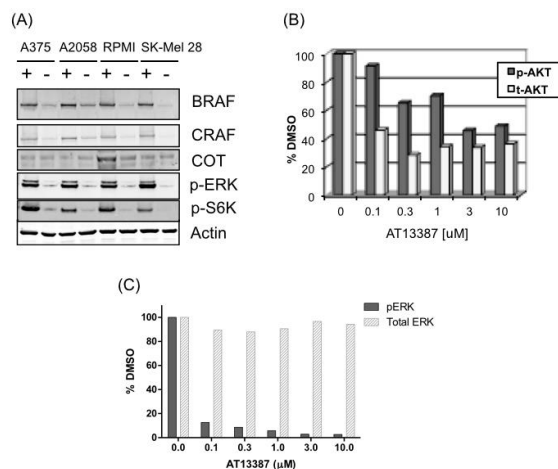 (A)
A375 A2058 RPMI SK-Mel 28
+ - + - + - + -
BRAF
CRAF
COT
p-ERK
p-S6K
Actin
(B)
% DMSO
100
80
60
40
20
0
p-AKT
t-AKT
0 0.1 0.3 1 3 10
AT13387 [uM]
(C)
pERK
Total ERK
% DMSO
100
80
60
40
20
0
0.0 0.1 0.3 1.0 3.0 10.0
AT13387 (μM)